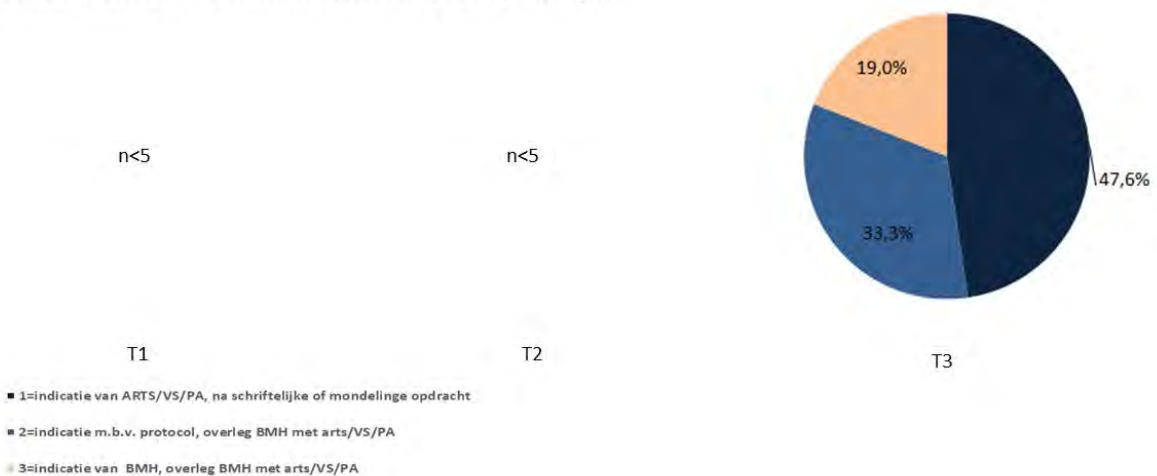 19,0%
n<5
n<5
47,6%
33,3%
T1
T2
T3
1=indicatie van ARTS/VS/PA, na schriftelijke of mondelinge opdracht
2=indicatie m.b.v. protocol, overleg BMH met arts/VS/PA
3=indicatie van BMH, overleg BMH met arts/VS/PA